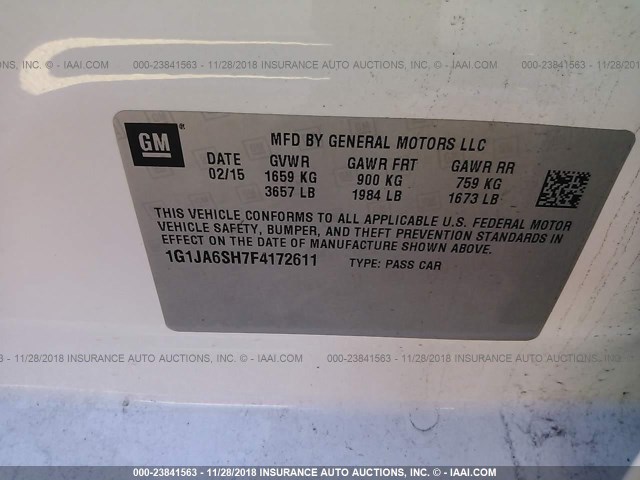 INC. © - IAAI.COM 000-23841563 - 11/28/2018 INSURANCE AUTO AUCTIONS, INC. © - IAAI.COM 000-23841563
GM®
MFD BY GENERAL MOTORS LLC
DATE GVWR GAWR FRT GAWR RR
02/15 1659 KG 900 KG 759 KG
3657 LB 1984 LB 1673 LB
THIS VEHICLE CONFORMS TO ALL APPLICABLE U.S. FEDERAL MOTOR
VEHICLE SAFETY, BUMPER, AND THEFT PREVENTION STANDARDS IN
EFFECT ON THE DATE OF MANUFACTURE SHOWN ABOVE.
1G1JA6SH7F4172611 TYPE: PASS CAR
11/28/2018 INSURANCE AUTO AUCTIONS, INC. © - IAAI.COM 000-23841563 - 11/28/2018 INSURANCE AUTO AUCTIONS,
000-23841563 - 11/28/2018 INSURANCE AUTO AUCTIONS, INC. © - IAAI.COM